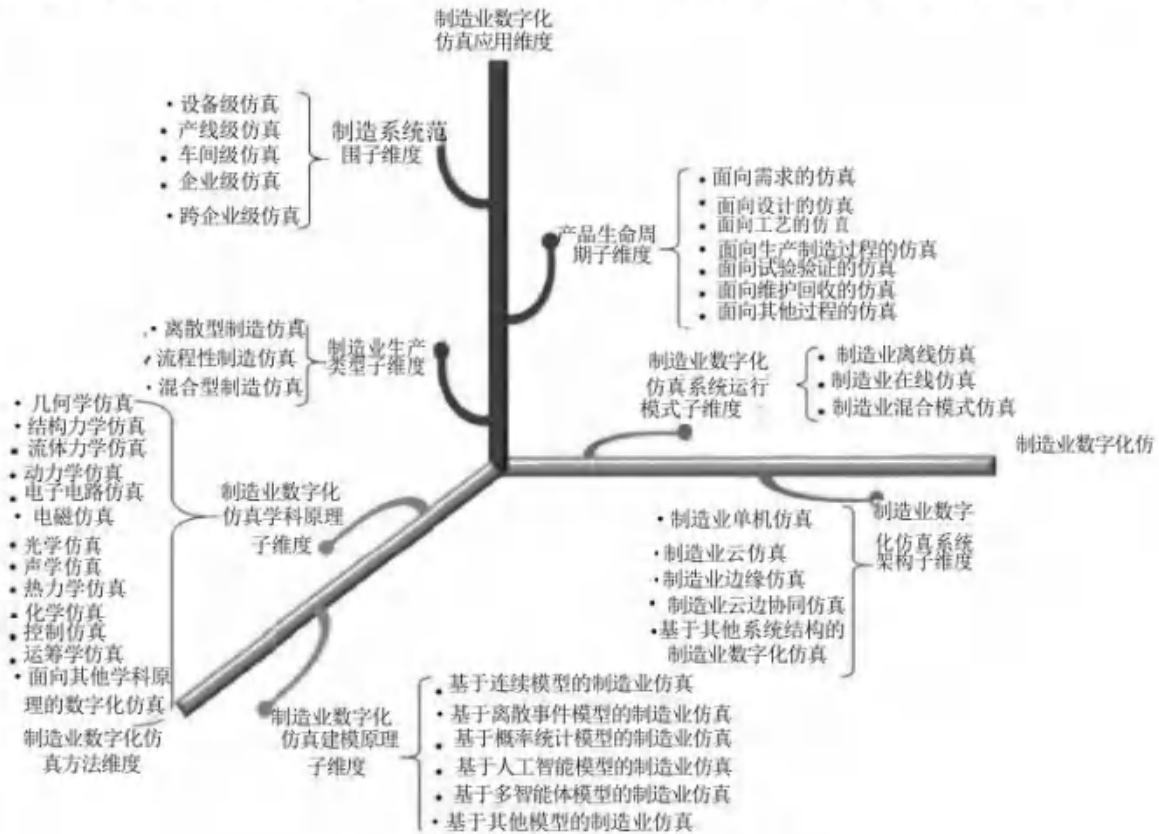 制造业数字化
仿真应用维度
设备级仿真
产线级仿真
车间级仿真
企业级仿真
跨企业级仿真
制造系统范
围子维度
产品生命周
期子维度
面向需求的仿真
面向设计的仿真
面向工艺的仿真
面向生产制造过程的仿真
面向试验验证的仿真
面向维护回收的仿真
面向其他过程的仿真
离散型制造仿真
流程性制造仿真
混合型制造仿真
制造业生产
类型子维度
制造业数字化
仿真系统运行
模式子维度
制造业离线仿真
制造业在线仿真
制造业混合模式仿真
制造业数字化仿
几何学仿真
结构力学仿真
流体力学仿真
动力学仿真
电子电路仿真
电磁仿真
光学仿真
声学仿真
热力学仿真
化学仿真
控制仿真
运筹学仿真
面向其他学科原
理的数字化仿真
制造业数字化
仿真学科原理
子维度
制造业数字化仿
真方法维度
制造业单机仿真
制造业云仿真
制造业边缘仿真
制造业云边协同仿真
基于其他系统结构的
制造业数字化仿真
制造业数字
化仿真系统
架构子维度
制造业数字化
仿真建模原理
子维度
基于连续模型的制造业仿真
基于离散事件模型的制造业仿真
基于概率统计模型的制造业仿真
基于人工智能模型的制造业仿真
基于多智能体模型的制造业仿真
基于其他模型的制造业仿真